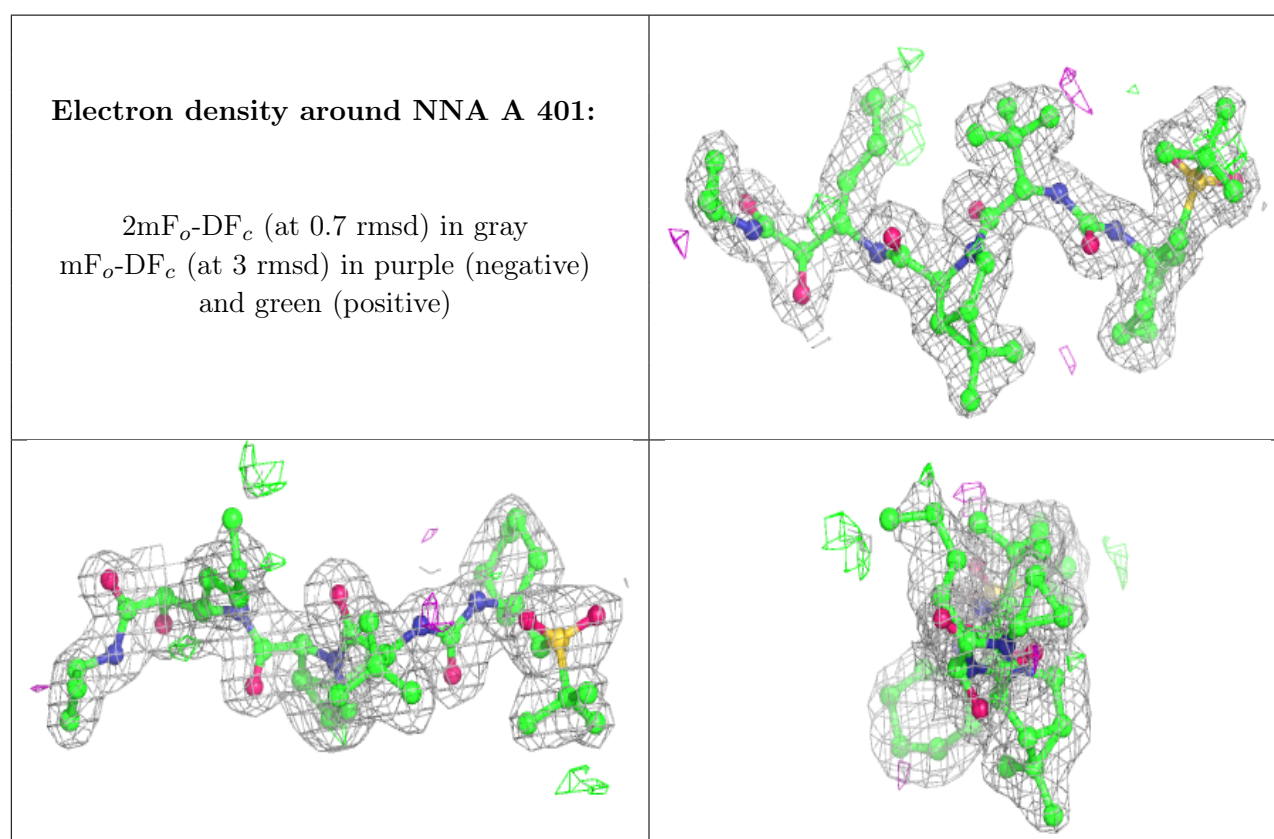 Electron density around NNA A 401:
2mFₒ-DF𝒸 (at 0.7 rmsd) in gray
mFₒ-DF𝒸 (at 3 rmsd) in purple (negative)
and green (positive)